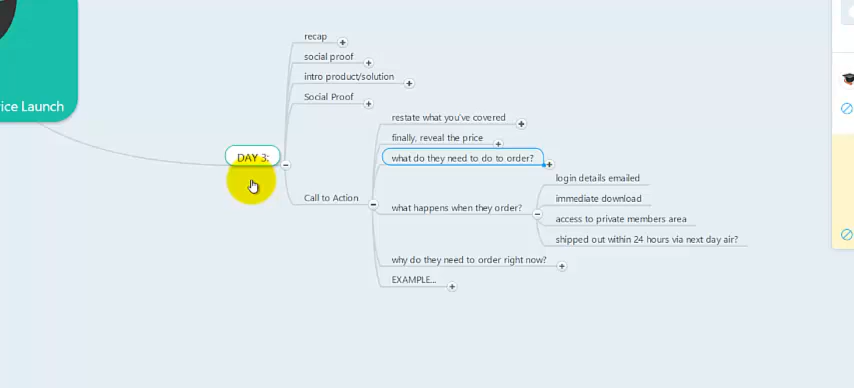 ice Launch
DAY 3:
recap
social proof
intro product/solution
Social Proof
Call to Action
restate what you've covered
finally, reveal the price
what do they need to do to order?
what happens when they order?
login details emailed
immediate download
access to private members area
shipped out within 24 hours via next day air?
why do they need to order right now?
EXAMPLE...